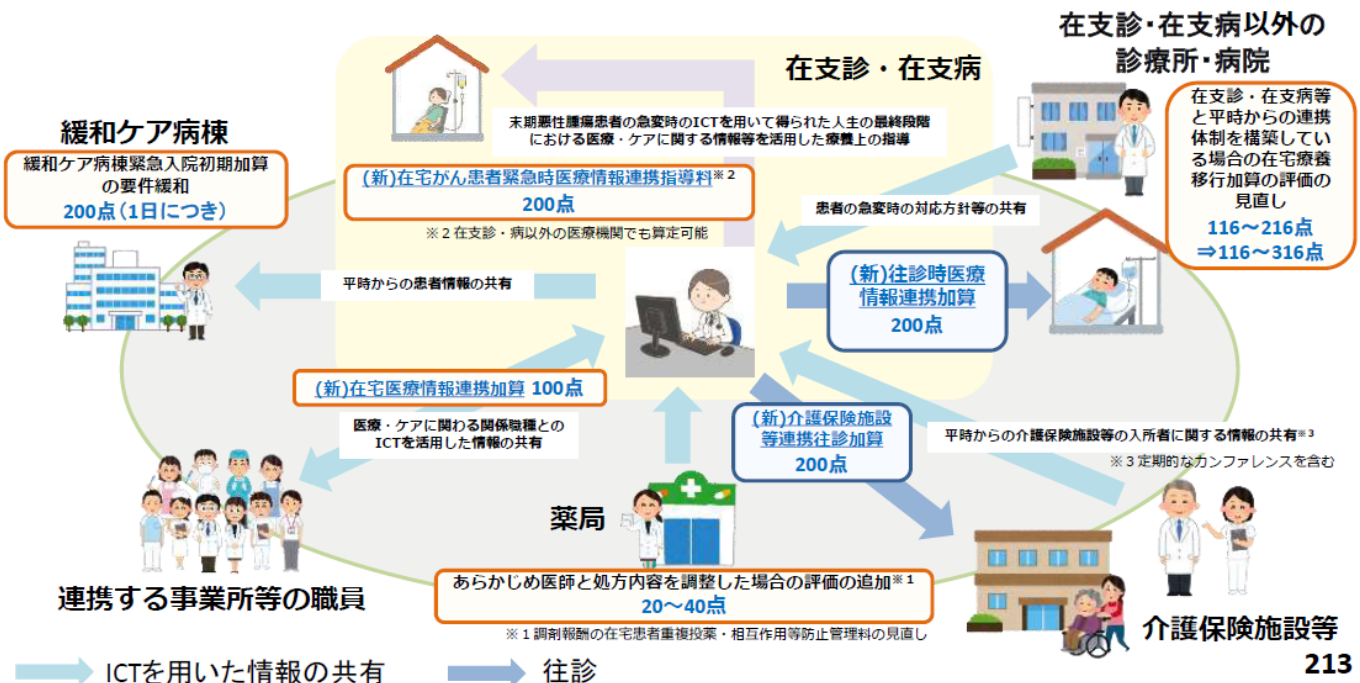 在支診・在支病以外の
診療所・病院
在支診・在支病等
と平時からの連携
体制を構築してい
る場合の在宅療養
移行加算の評価の
見直し
116～216点
⇒116～316点
在支診・在支病
末期悪性腫瘍患者の急変時のICTを用いて得られた人生の最終段階
における医療・ケアに関する情報等を活用した療養上の指導
緩和ケア病棟
緩和ケア病棟緊急入院初期加算
の要件緩和
200点(1日につき)
(新)在宅がん患者緊急時医療情報連携指導料※2
200点
※2 在支診・病以外の医療機関でも算定可能
患者の急変時の対応方針等の共有
平時からの患者情報の共有
(新)往診時医療
情報連携加算
200点
(新)在宅医療情報連携加算 100点
医療・ケアに関わる関係職種との
ICTを活用した情報の共有
(新)介護保険施設
等連携往診加算
200点
平時からの介護保険施設等の入所者に関する情報の共有※3
※3 定期的なカンファレンスを含む
薬局
連携する事業所等の職員
あらかじめ医師と処方内容を調整した場合の評価の追加※1
20～40点
※1 調剤報酬の在宅患者重複投薬・相互作用等防止管理料の見直し
介護保険施設等
ICTを用いた情報の共有
往診
213